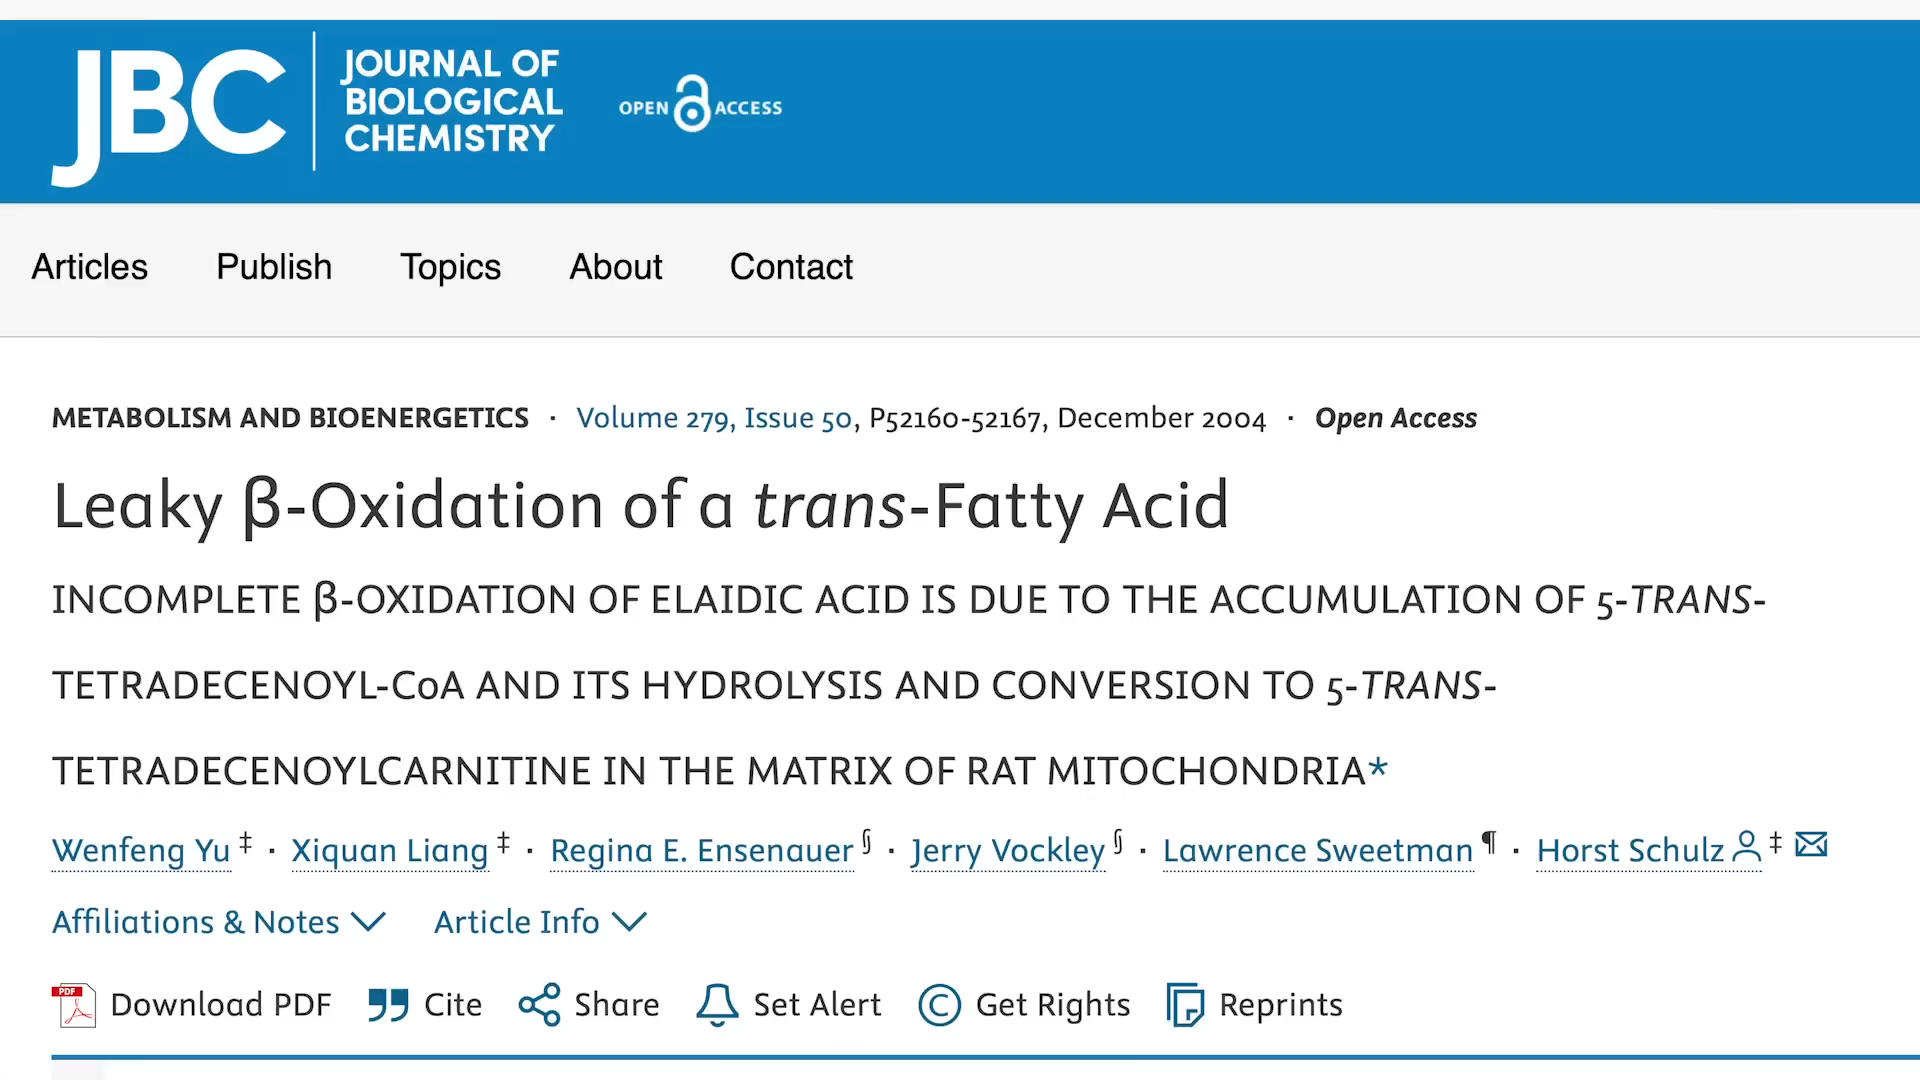 JBC
JOURNAL OF
BIOLOGICAL
CHEMISTRY
OPEN ACCESS
Articles Publish Topics About Contact
METABOLISM AND BIOENERGETICS · Volume 279, Issue 50, P52160-52167, December 2004 · Open Access
Leaky β-Oxidation of a trans-Fatty Acid
INCOMPLETE β-OXIDATION OF ELAIDIC ACID IS DUE TO THE ACCUMULATION OF 5-TRANS-
TETRADECENOYL-CoA AND ITS HYDROLYSIS AND CONVERSION TO 5-TRANS-
TETRADECENOYLCARNITINE IN THE MATRIX OF RAT MITOCHONDRIA*
Wenfeng Yu ‡ · Xiquan Liang ‡ · Regina E. Ensenauer § · Jerry Vockley § · Lawrence Sweetman ¶ · Horst Schulz ‡
Affiliations & Notes Article Info
PDF Download PDF Cite Share Set Alert © Get Rights Reprints